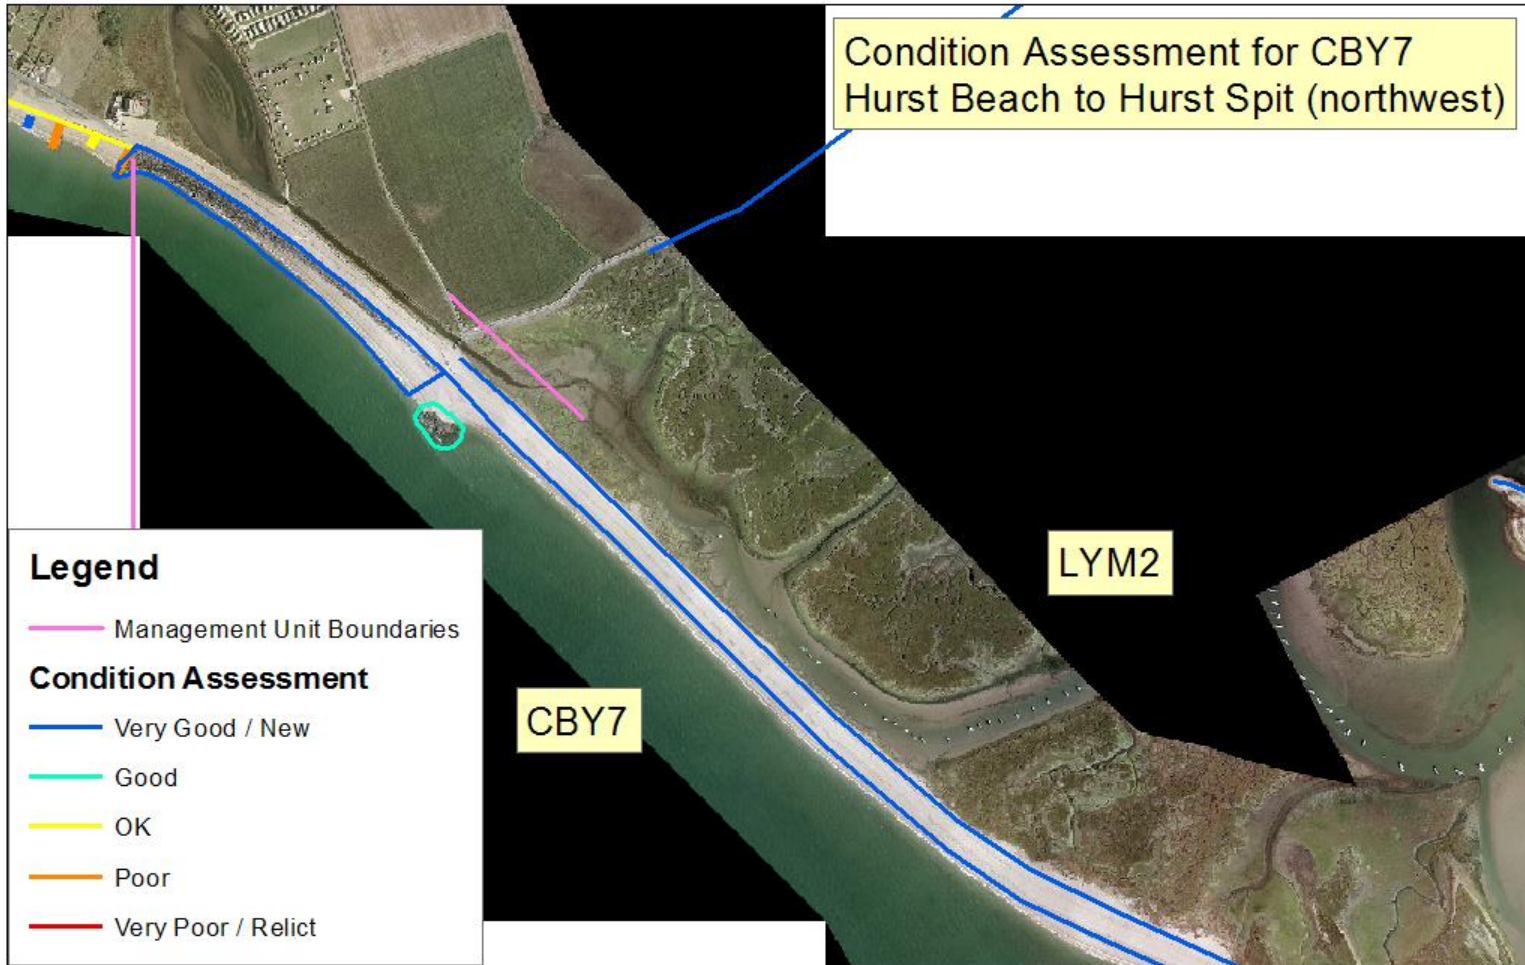 Condition Assessment for CBY7
Hurst Beach to Hurst Spit (northwest)
LYM2
CBY7
Legend
Management Unit Boundaries
Condition Assessment
Very Good / New
Good
OK
Poor
Very Poor / Relict